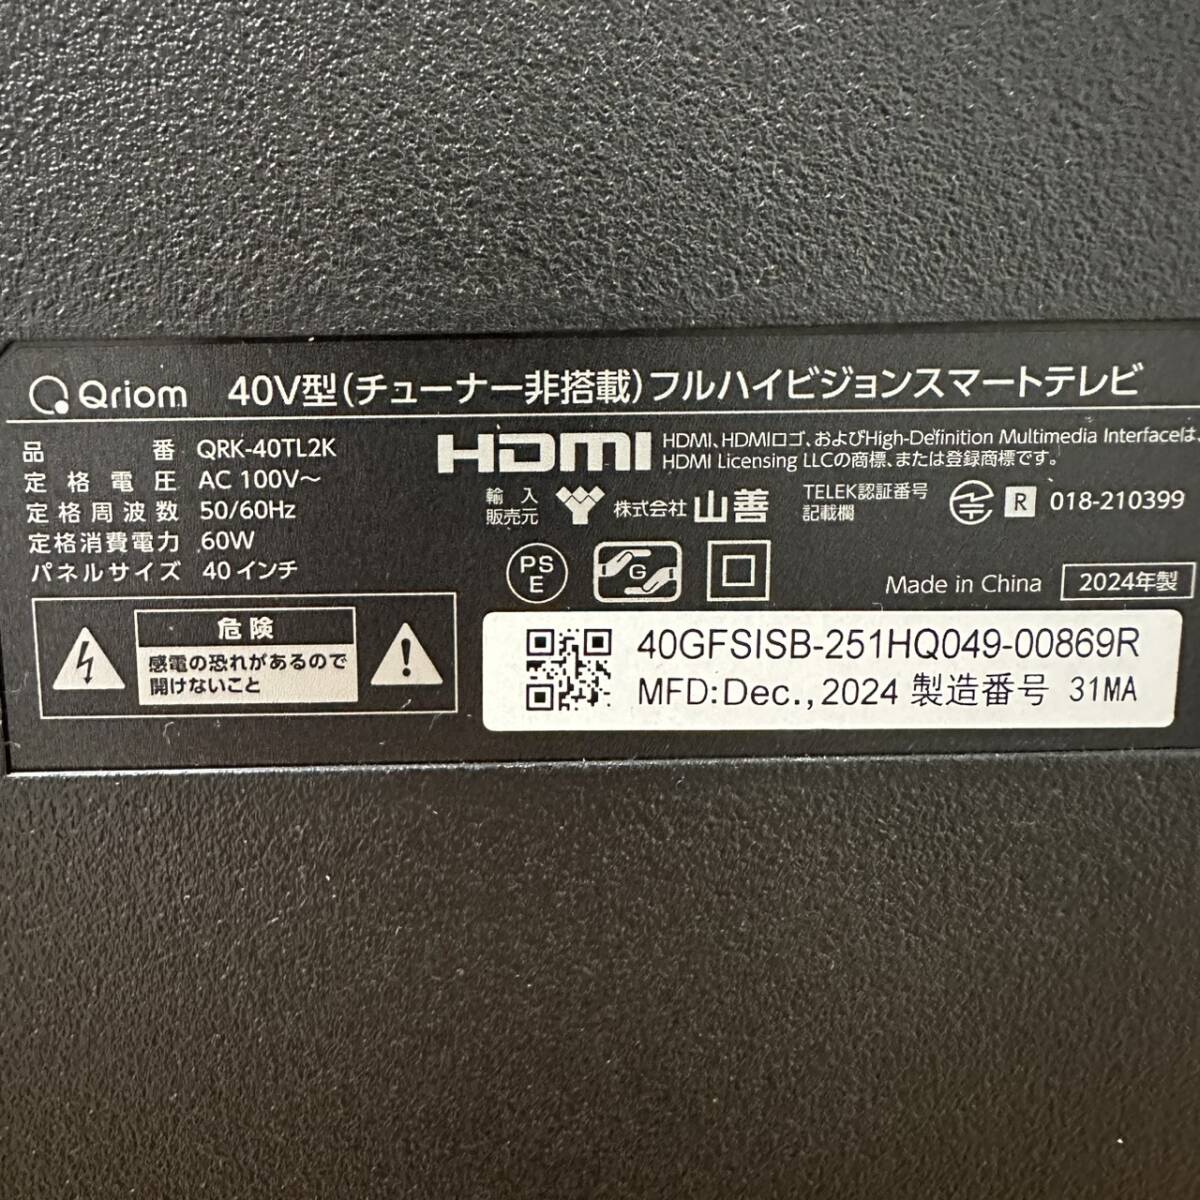 Qriom 40V型(チューナー非搭載)フルハイビジョンスマートテレビ
品番 QRK-40TL2K
定格電圧 AC 100V～
定格周波数 50/60Hz
定格消費電力 60W
パネルサイズ 40インチ
HDMI
HDMI、HDMIロゴ、およびHigh-Definition Multimedia Interfaceは、
HDMI Licensing LLCの商標、または登録商標です。
輸入
販売元
株式会社 山善
TELEK認証番号
記載欄
R 018-210399
PS
E
G
Made in China 2024年製
危険
感電の恐れがあるので
開けないこと
40GFSISB-251HQ049-00869R
MFD:Dec.,2024 製造番号 31MA